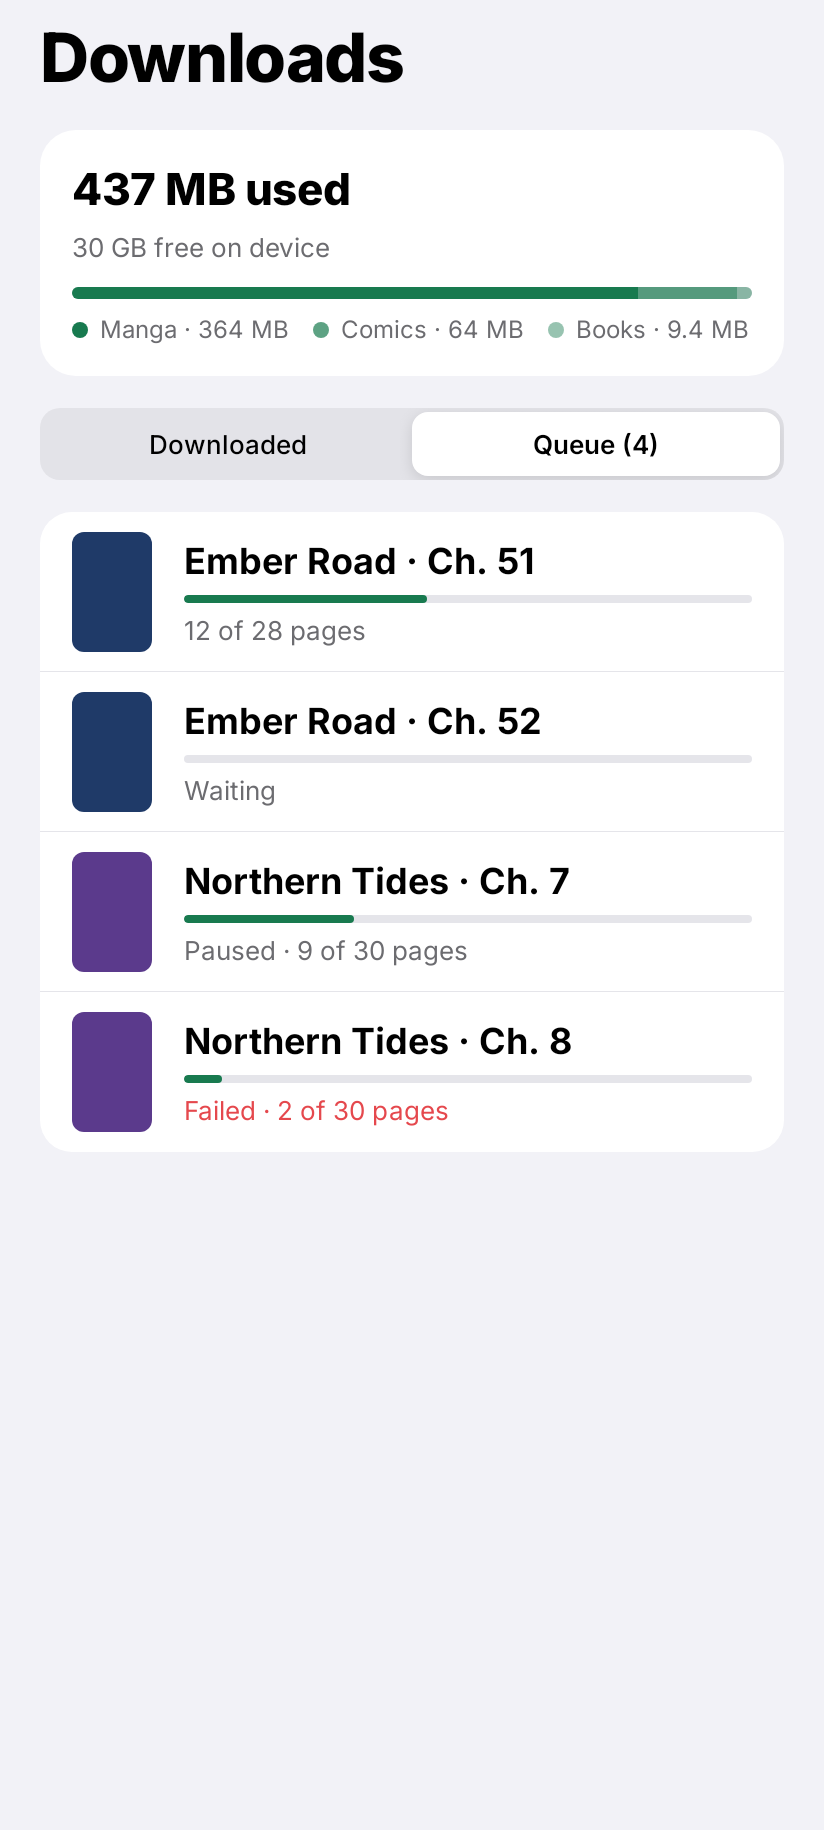 Downloads
437 MB used
30 GB free on device
Manga · 364 MB Comics · 64 MB Books · 9.4 MB
Downloaded Queue (4)
Ember Road · Ch. 51
12 of 28 pages
Ember Road · Ch. 52
Waiting
Northern Tides · Ch. 7
Paused · 9 of 30 pages
Northern Tides · Ch. 8
Failed · 2 of 30 pages